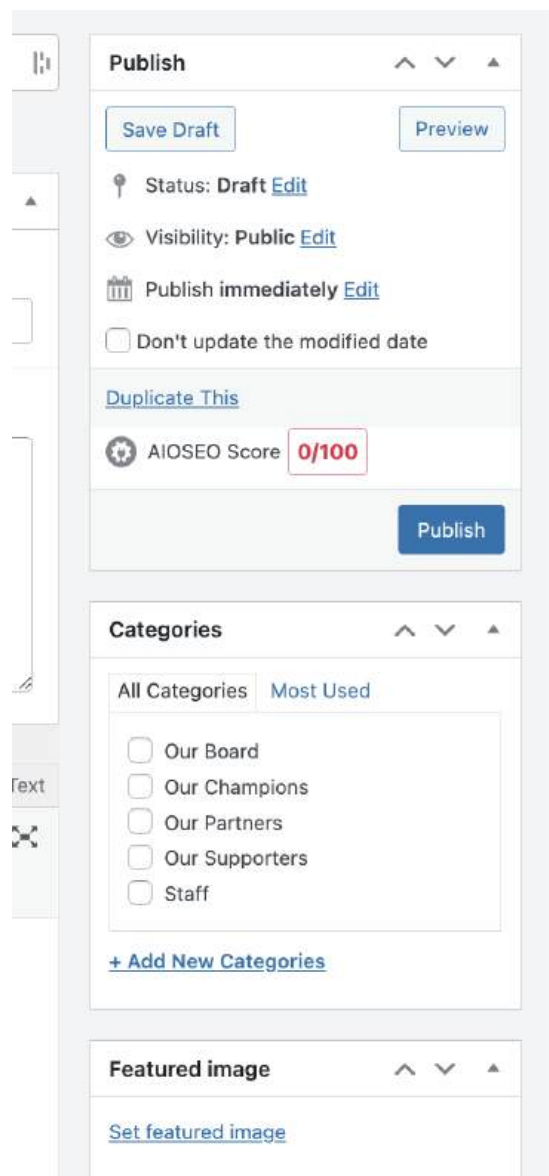 Publish
Save Draft Preview
Status: Draft Edit
Visibility: Public Edit
Publish immediately Edit
Don't update the modified date
Duplicate This
AIOSEO Score 0/100
Publish
Categories
All Categories Most Used
Our Board
Text
Our Champions
Our Partners
Our Supporters
Staff
+ Add New Categories
Featured image
Set featured image